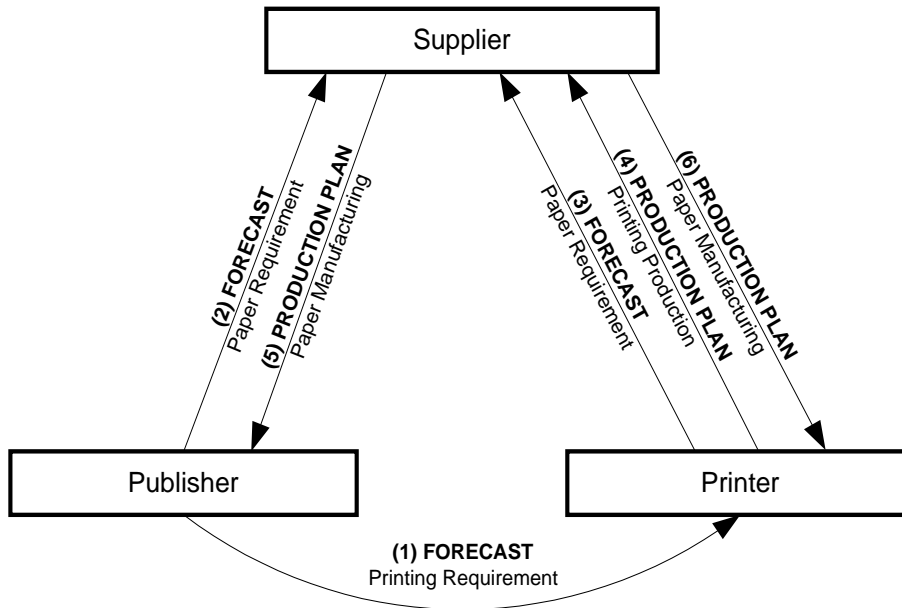 Supplier
(2) FORECAST
Paper Requirement
(5) PRODUCTION PLAN
Paper Manufacturing
(3) FORECAST
Paper Requirement
(4) PRODUCTION PLAN
Printing Production
(6) PRODUCTION PLAN
Paper Manufacturing
Publisher
Printer
(1) FORECAST
Printing Requirement